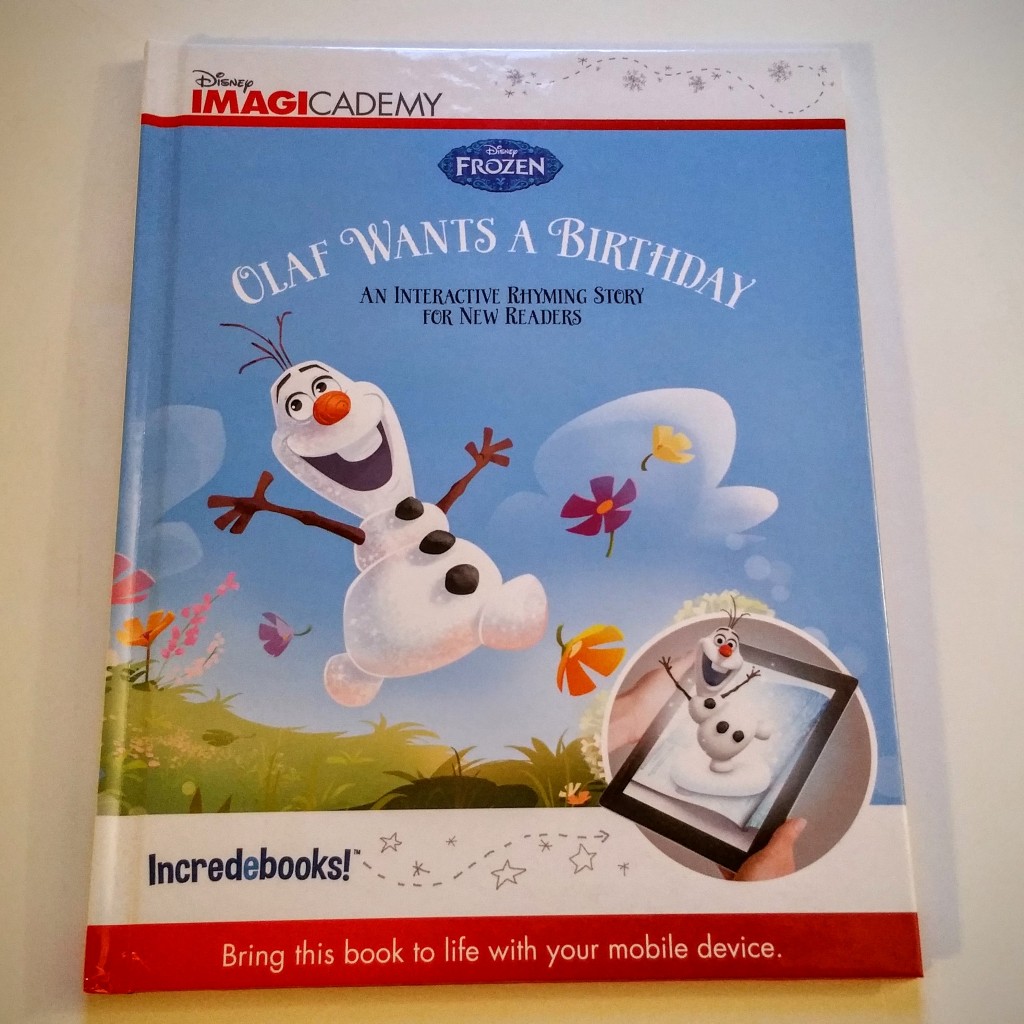 Disney
IMAGICADEMY
Disney
FROZEN
OLAF WANTS A BIRTHDAY
AN INTERACTIVE RHYMING STORY
FOR NEW READERS
Incredebooks!™
Bring this book to life with your mobile device.